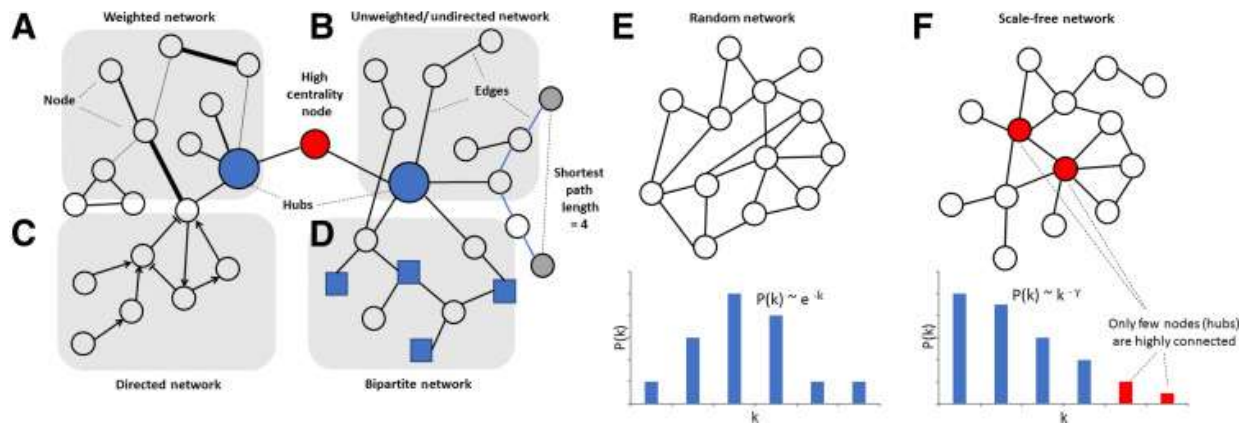 A
Weighted network
B
Unweighted/undirected network
E
Random network
F
Scale-free network
Node
High
centrality
node
Edges
Shortest
path
length
= 4
Hubs
C
D
Directed network
Bipartite network
P(k) ~ e -k
P(k)
k
P(k) ~ k -γ
P(k)
Only few nodes (hubs)
are highly connected
k